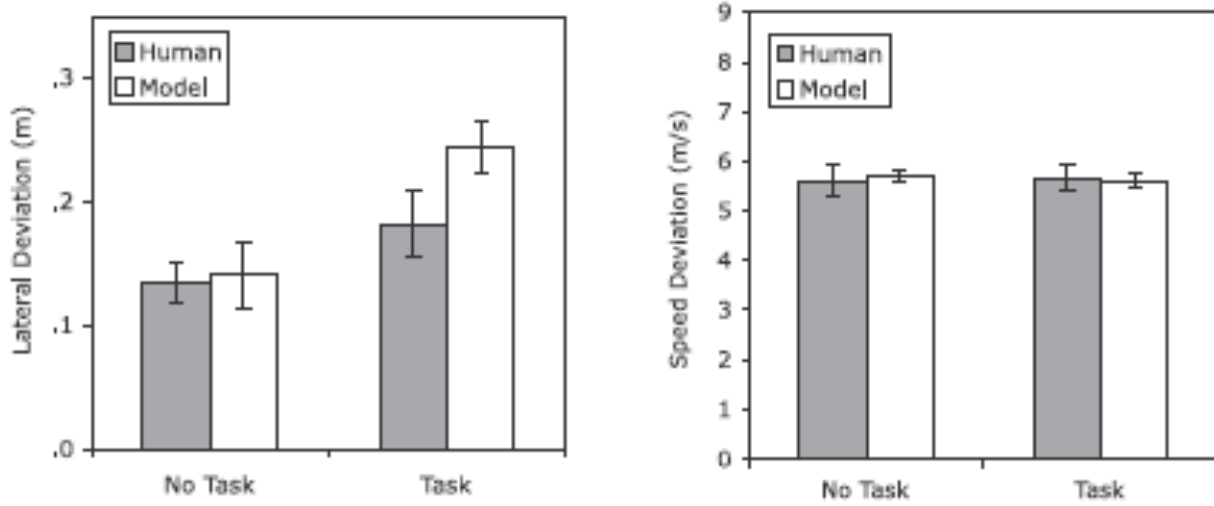 Human
Model
Lateral Deviation (m)
.3
.2
.1
.0
No Task
Task
Human
Model
Speed Deviation (m/s)
9
8
7
6
5
4
3
2
1
0
No Task
Task